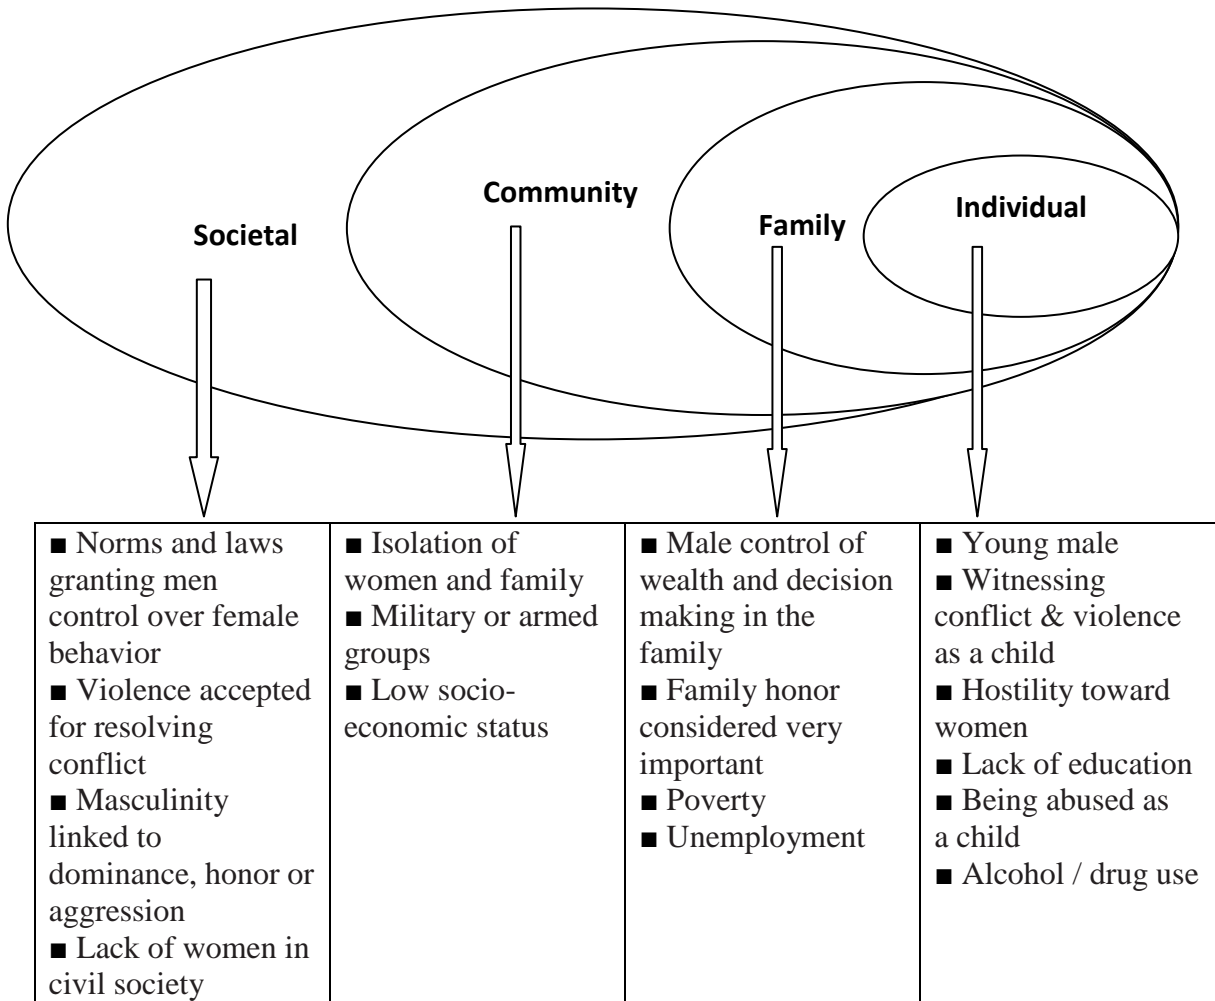 Societal
Community
Family
Individual
■ Norms and laws
granting men
control over female
behavior
■ Violence accepted
for resolving
conflict
■ Masculinity
linked to
dominance, honor or
aggression
■ Lack of women in
civil society
■ Isolation of
women and family
■ Military or armed
groups
■ Low socio-
economic status
■ Male control of
wealth and decision
making in the
family
■ Family honor
considered very
important
■ Poverty
■ Unemployment
■ Young male
■ Witnessing
conflict & violence
as a child
■ Hostility toward
women
■ Lack of education
■ Being abused as
a child
■ Alcohol / drug use